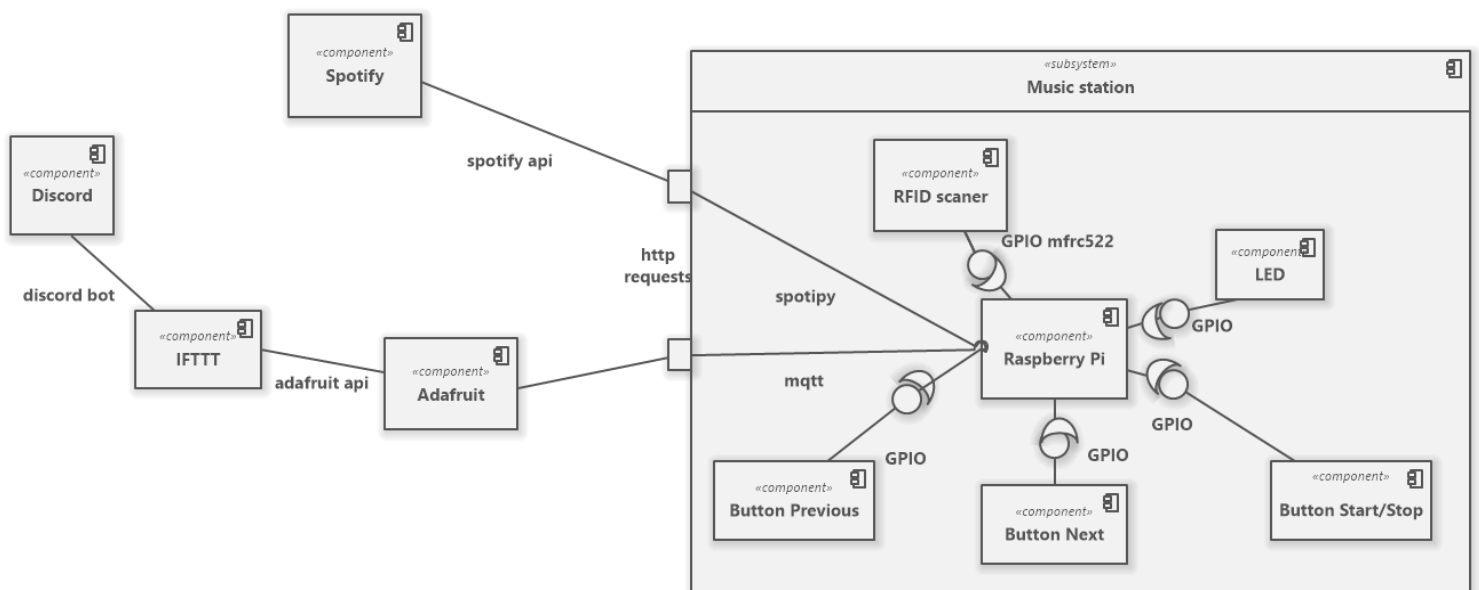 «component»
Spotify
«subsystem»
Music station
«component»
Discord
spotify api
«component»
RFID scaner
GPIO mfrc522
«component»
LED
http
requests
discord bot
spotipy
«component»
IFTTT
adafruit api
«component»
Adafruit
mqtt
«component»
Raspberry Pi
GPIO
GPIO
GPIO
GPIO
«component»
Button Previous
«component»
Button Next
«component»
Button Start/Stop